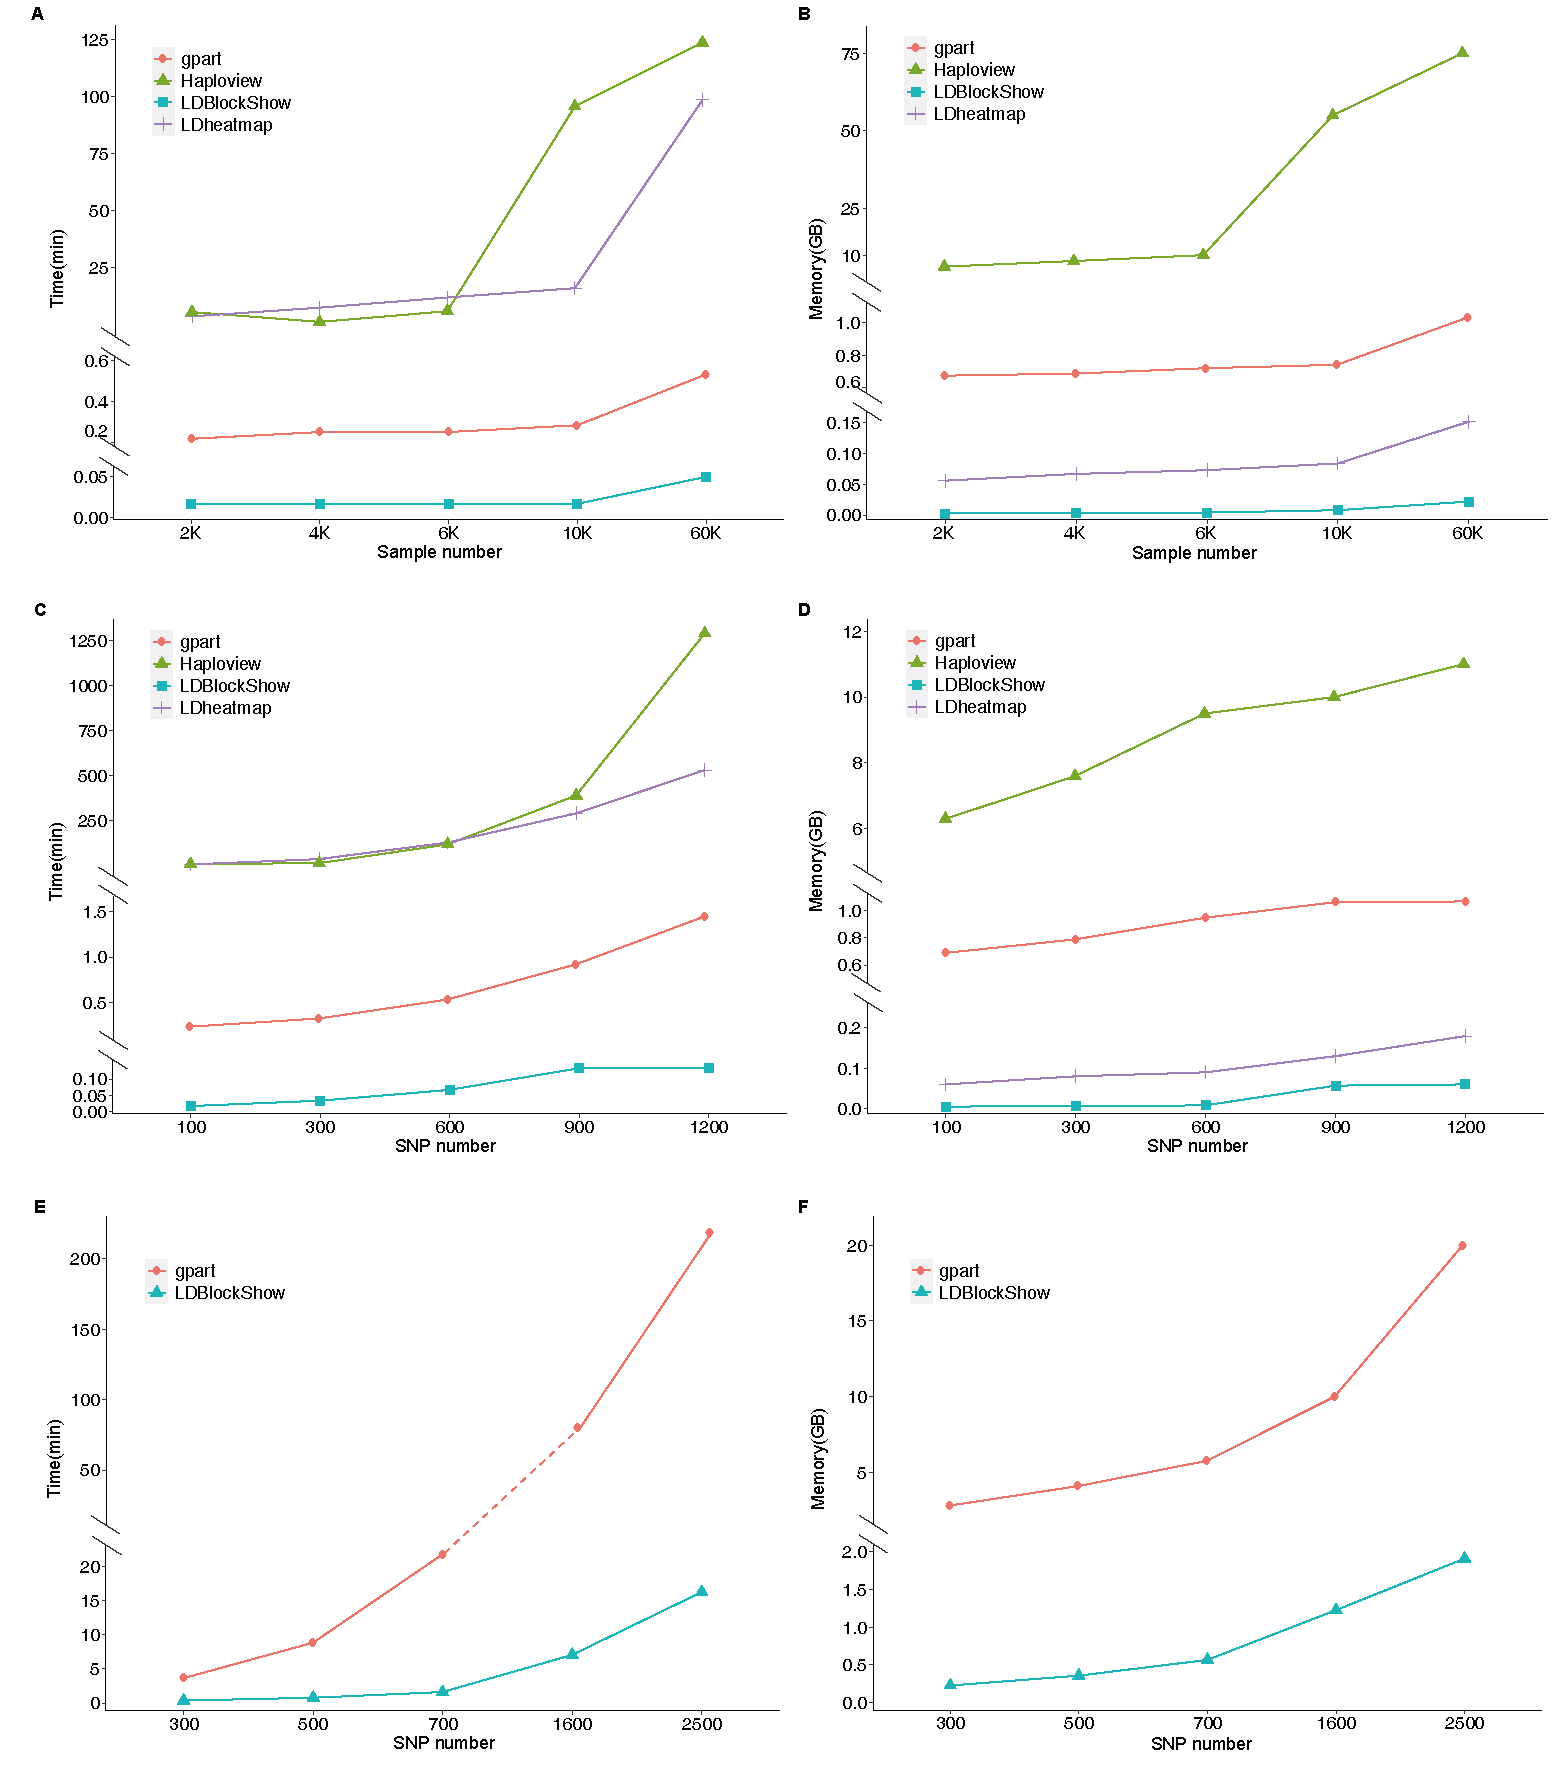 A
125
100
75
50
25
0.6
0.4
0.2
0.05
0.00
Time(min)
gpart
Haploview
LDBlockShow
LDheatmap
2K 4K 6K 10K 60K
Sample number
B
75
50
25
10
1.0
0.8
0.6
0.15
0.10
0.05
0.00
Memory(GB)
gpart
Haploview
LDBlockShow
LDheatmap
2K 4K 6K 10K 60K
Sample number
C
1250
1000
750
500
250
1.5
1.0
0.5
0.10
0.05
0.00
Time(min)
gpart
Haploview
LDBlockShow
LDheatmap
100 300 600 900 1200
SNP number
D
12
10
8
6
1.0
0.8
0.6
0.2
0.1
0.0
Memory(GB)
gpart
Haploview
LDBlockShow
LDheatmap
100 300 600 900 1200
SNP number
E
200
150
100
50
20
15
10
5
0
Time(min)
gpart
LDBlockShow
300 500 700 1600 2500
SNP number
F
20
15
10
5
2.0
1.5
1.0
0.5
0.0
Memory(GB)
gpart
LDBlockShow
300 500 700 1600 2500
SNP number